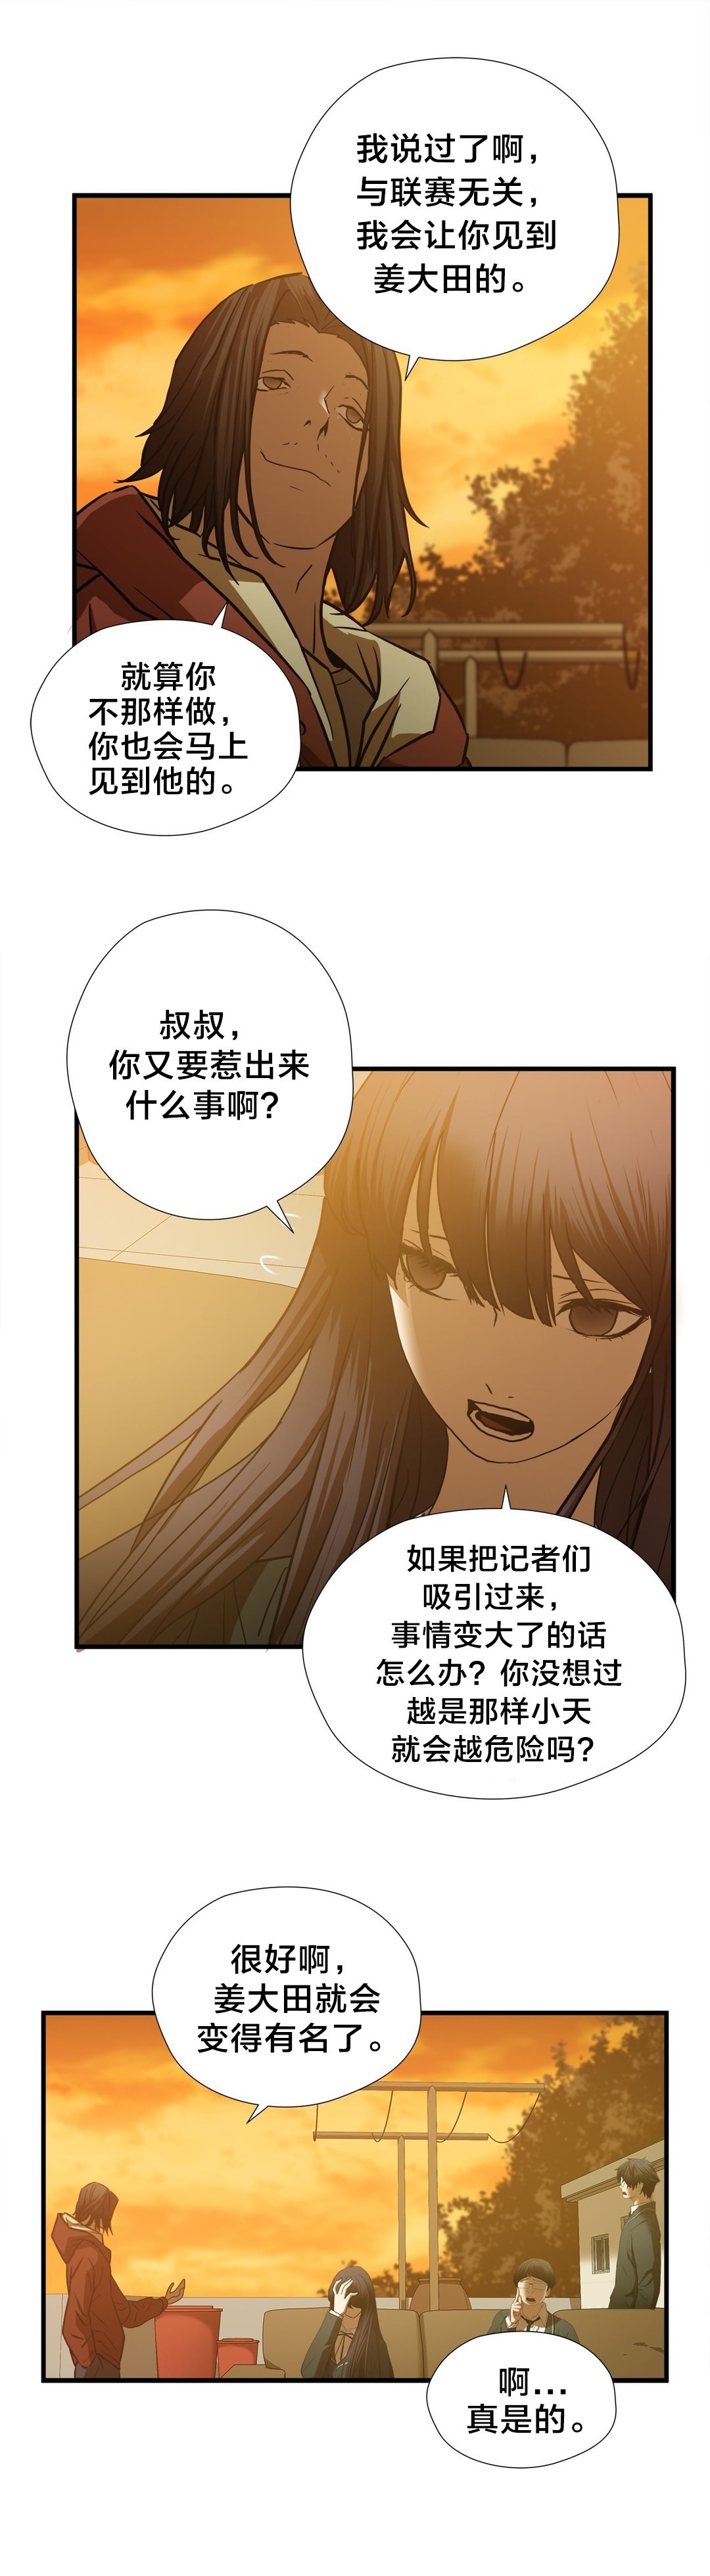 我说过了啊，
与联赛无关，
我会让你见到
姜大田的。
就算你
不那样做，
你也会马上
见到他的。
叔叔，
你又要惹出来
什么事啊？
如果把记者们
吸引过来，
事情变大了的话
怎么办？你没想过
越是那样小天
就会越危险吗？
很好啊，
姜大田就会
变得有名了。
啊…
真是的。